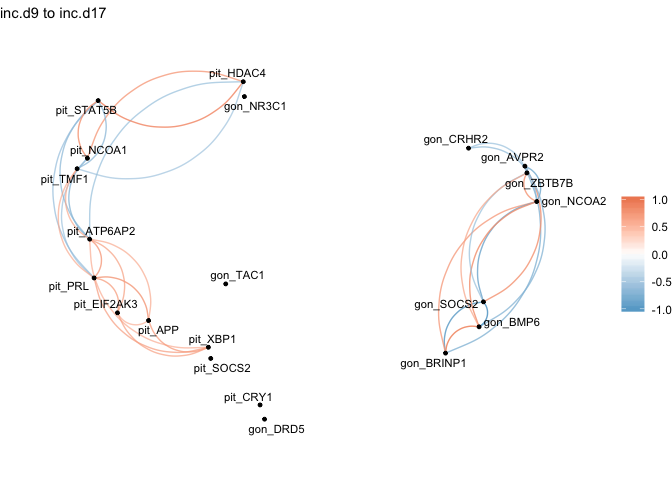 inc.d9 to inc.d17
pit_HDAC4
gon_NR3C1
pit_STAT5B
pit_NCOA1
pit_TMF1
pit_ATP6AP2
pit_PRL
pit_EIF2AK3
pit_APP
pit_XBP1
pit_SOCS2
gon_TAC1
pit_CRY1
gon_DRD5
gon_CRHR2
gon_AVPR2
gon_ZBTB7B
gon_NCOA2
gon_SOCS2
gon_BMP6
gon_BRINP1
1.0
0.5
0.0
-0.5
-1.0